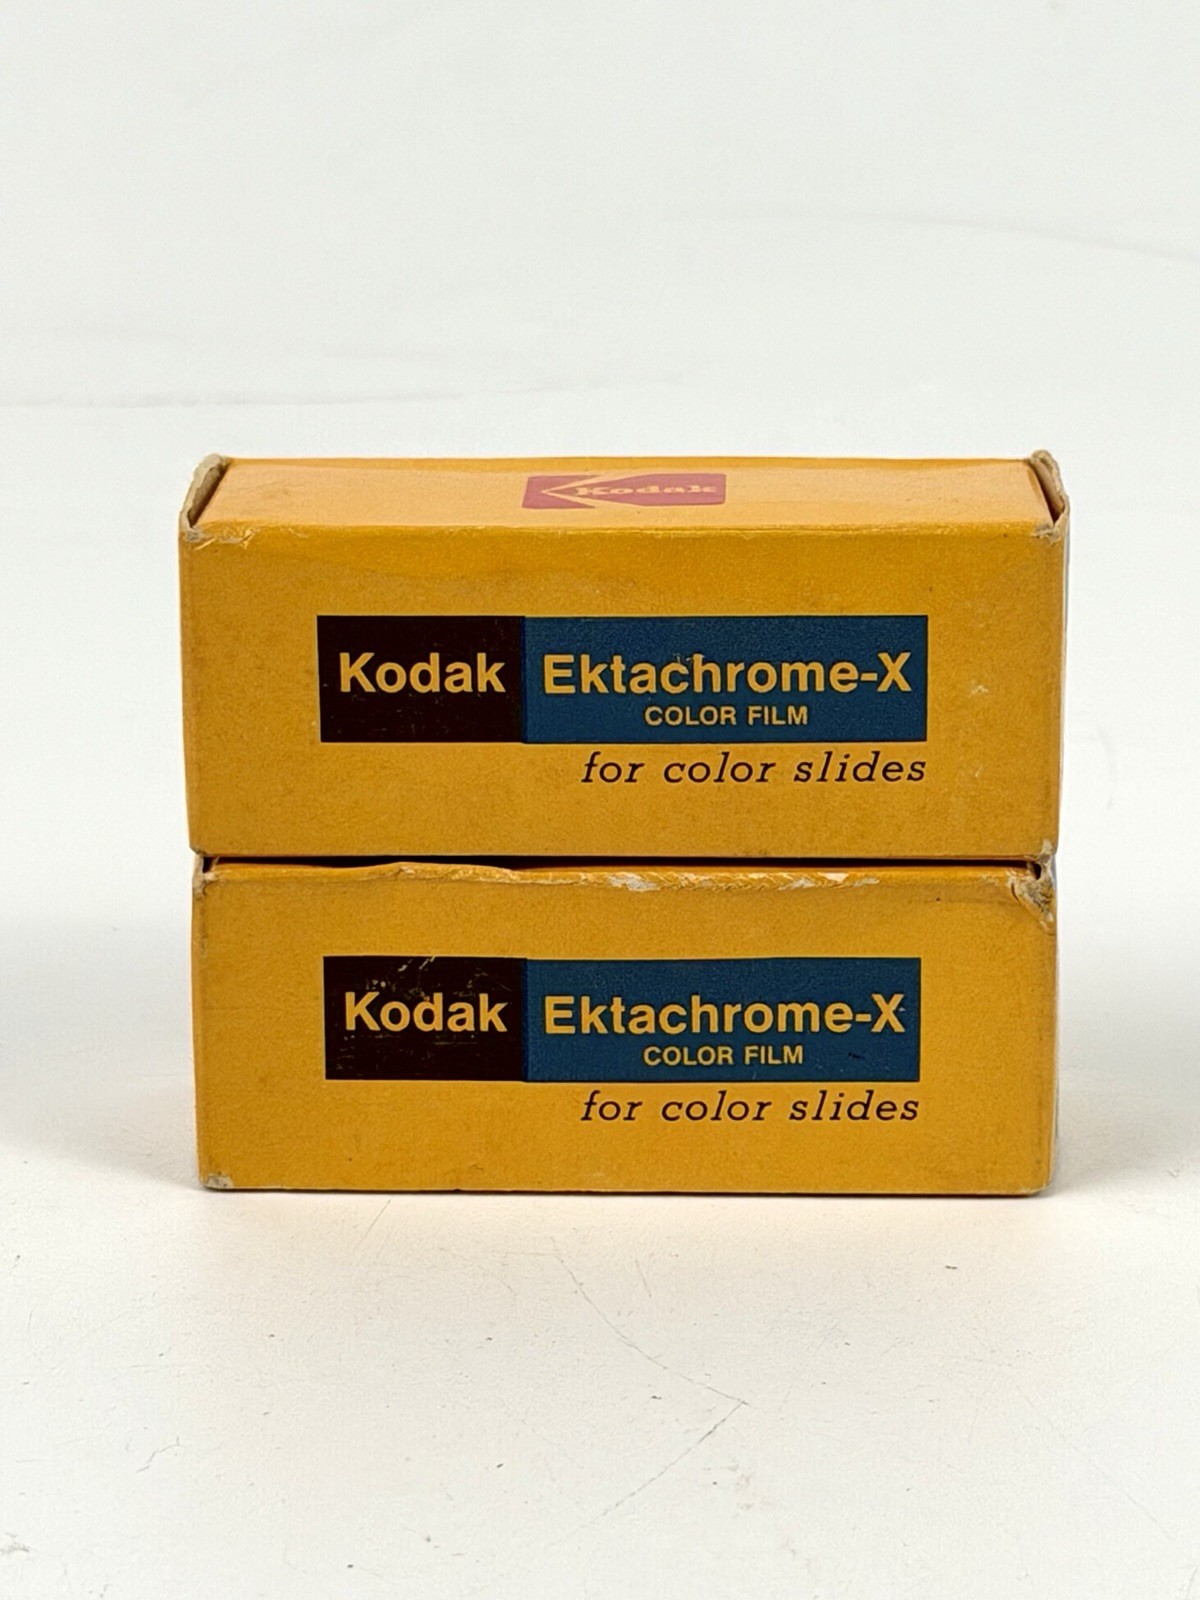 Kodak
Kodak Ektachrome-X
COLOR FILM
for color slides
Kodak Ektachrome-X
COLOR FILM
for color slides